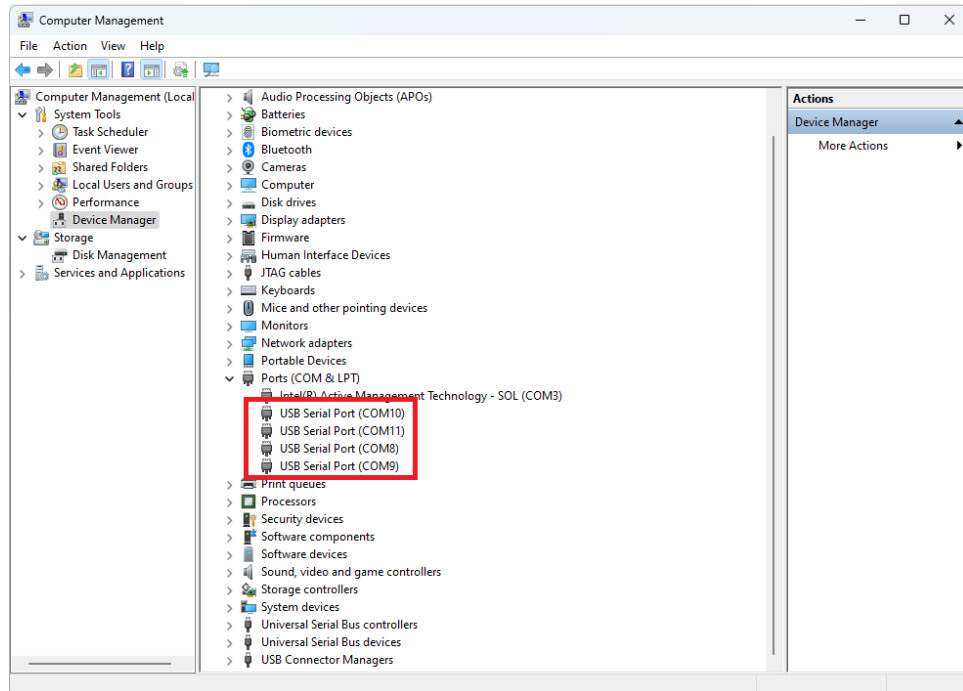 Computer Management
File Action View Help
Computer Management (Local
System Tools
Task Scheduler
Event Viewer
Shared Folders
Local Users and Groups
Performance
Device Manager
Storage
Disk Management
Services and Applications
Audio Processing Objects (APOs)
Batteries
Biometric devices
Bluetooth
Cameras
Computer
Disk drives
Display adapters
Firmware
Human Interface Devices
JTAG cables
Keyboards
Mice and other pointing devices
Monitors
Network adapters
Portable Devices
Ports (COM & LPT)
Intel(R) Active Management Technology - SOL (COM3)
USB Serial Port (COM10)
USB Serial Port (COM11)
USB Serial Port (COM8)
USB Serial Port (COM9)
Print queues
Processors
Security devices
Software components
Software devices
Sound, video and game controllers
Storage controllers
System devices
Universal Serial Bus controllers
Universal Serial Bus devices
USB Connector Managers
Actions
Device Manager
More Actions